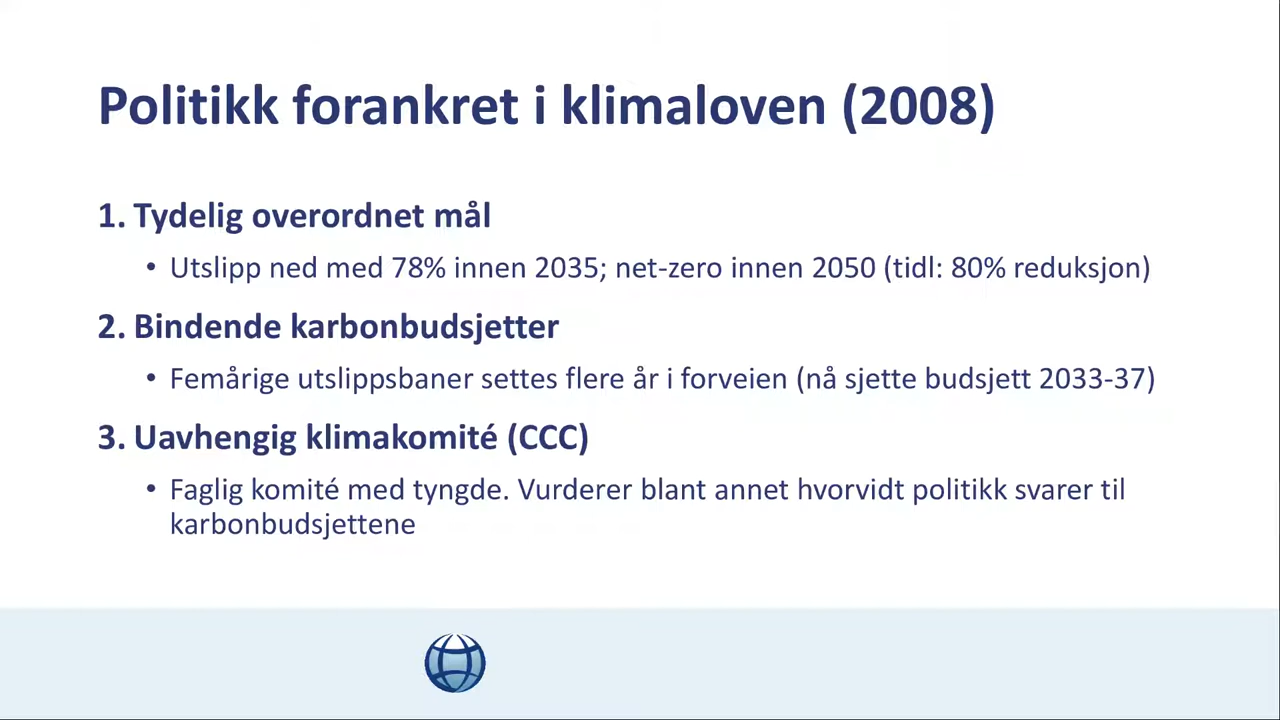 Politikk forankret i klimaloven (2008)
1. Tydelig overordnet mål
• Utslipp ned med 78% innen 2035; net-zero innen 2050 (tidl: 80% reduksjon)
2. Bindende karbonbudsjetter
• Femårige utslippsbaner settes flere år i forveien (nå sjette budsjett 2033-37)
3. Uavhengig klimakomité (CCC)
• Faglig komité med tyngde. Vurderer blant annet hvorvidt politikk svarer til
karbonbudsjettene